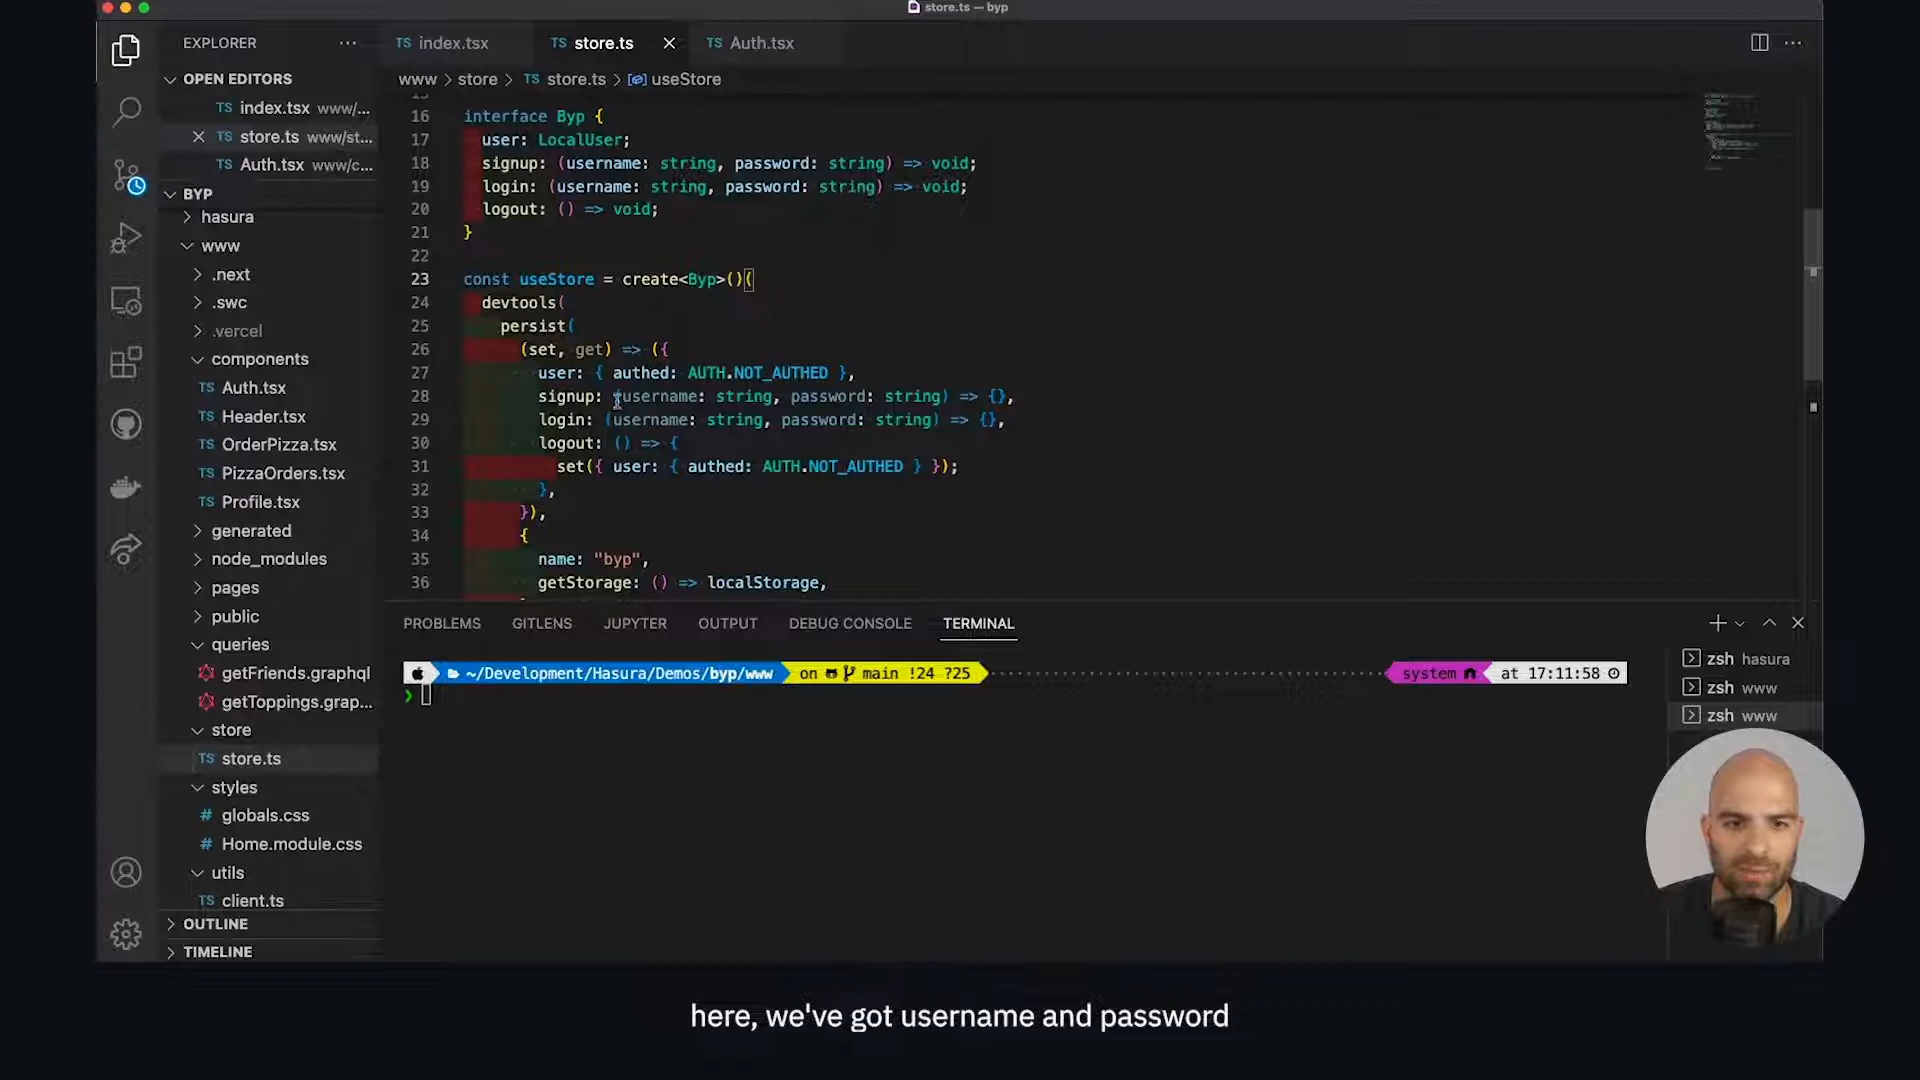 store.ts — byp
EXPLORER
index.tsx
store.ts
Auth.tsx
OPEN EDITORS
TS index.tsx www/...
TS store.ts www/st...
TS Auth.tsx www/c...
BYP
hasura
www
.next
.swc
.vercel
components
TS Auth.tsx
TS Header.tsx
TS OrderPizza.tsx
TS PizzaOrders.tsx
TS Profile.tsx
generated
node_modules
pages
public
queries
getFriends.graphql
getToppings.grap...
store
TS store.ts
styles
# globals.css
# Home.module.css
utils
TS client.ts
OUTLINE
TIMELINE
www > store > TS store.ts > useStore
16 interface Byp {
17 user: LocalUser;
18 signup: (username: string, password: string) => void;
19 login: (username: string, password: string) => void;
20 logout: () => void;
21 }
22
23 const useStore = create<Byp>()(
24 devtools(
25 persist(
26 (set, get) => ({
27 user: { authed: AUTH.NOT_AUTHED },
28 signup: (username: string, password: string) => {},
29 login: (username: string, password: string) => {},
30 logout: () => {
31 set({ user: { authed: AUTH.NOT_AUTHED } });
32 },
33 }),
34 {
35 name: "byp",
36 getStorage: () => localStorage,
PROBLEMS GITLENS JUPYTER OUTPUT DEBUG CONSOLE TERMINAL
~/Development/Hasura/Demos/byp/www on main !24 ?25 system at 17:11:58
❯
zsh hasura
zsh www
zsh www
here, we've got username and password